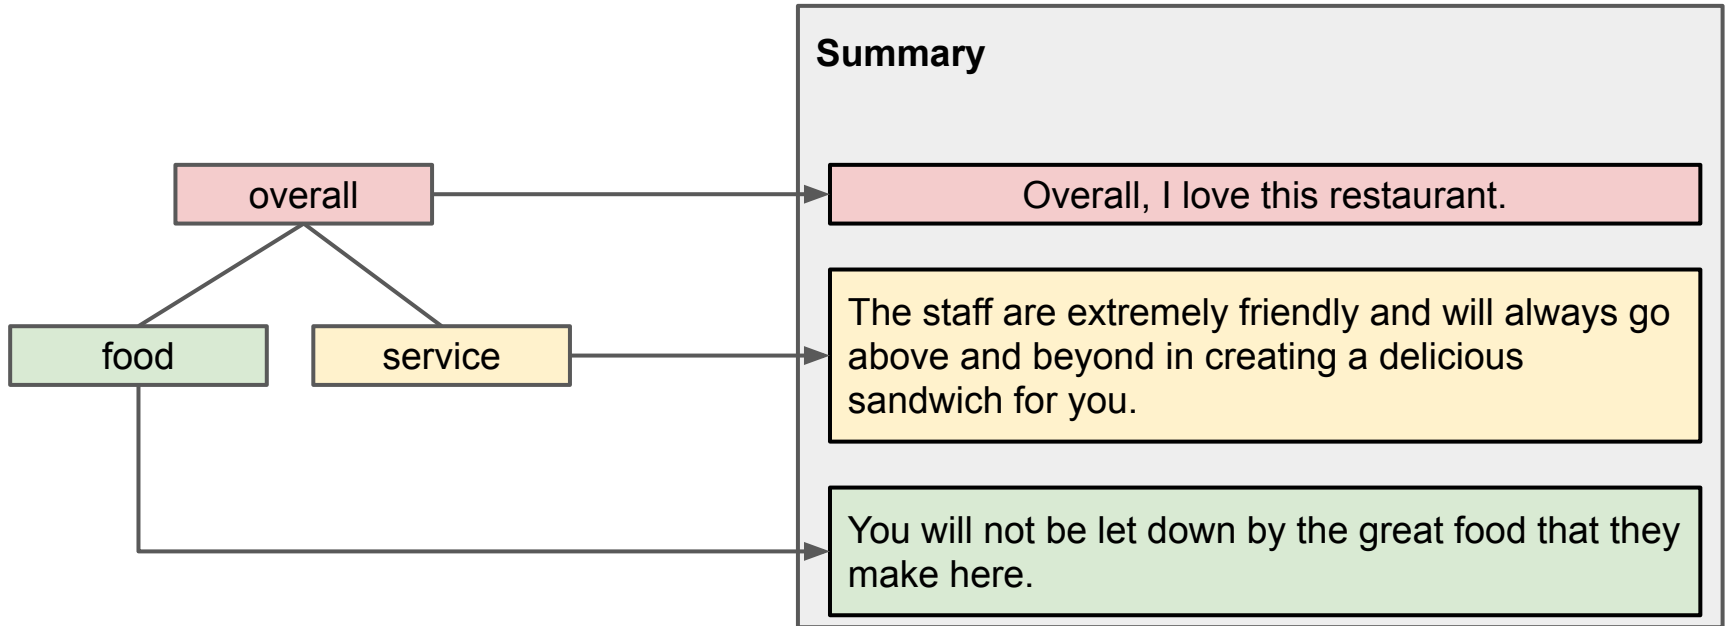 Summary
overall
Overall, I love this restaurant.
food
service
The staff are extremely friendly and will always go
above and beyond in creating a delicious
sandwich for you.
You will not be let down by the great food that they
make here.